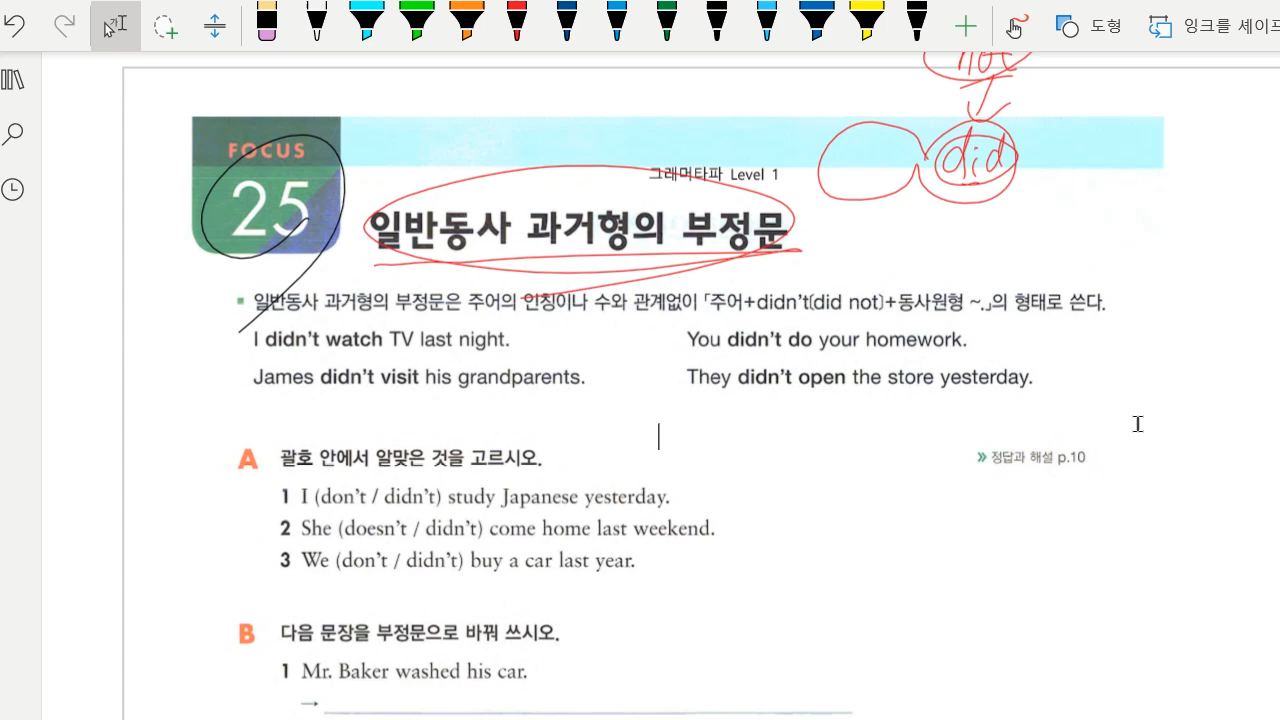 도형
잉크를 셰이프
not
did
FOCUS
25
그래머타파 Level 1
일반동사 과거형의 부정문
일반동사 과거형의 부정문은 주어의 인칭이나 수와 관계없이 「주어+didn't(did not)+동사원형 ~.」의 형태로 쓴다.
I didn't watch TV last night.
You didn't do your homework.
James didn't visit his grandparents.
They didn't open the store yesterday.
A 괄호 안에서 알맞은 것을 고르시오.
» 정답과 해설 p.10
1 I (don't / didn't) study Japanese yesterday.
2 She (doesn't / didn't) come home last weekend.
3 We (don't / didn't) buy a car last year.
B 다음 문장을 부정문으로 바꿔 쓰시오.
1 Mr. Baker washed his car.
→